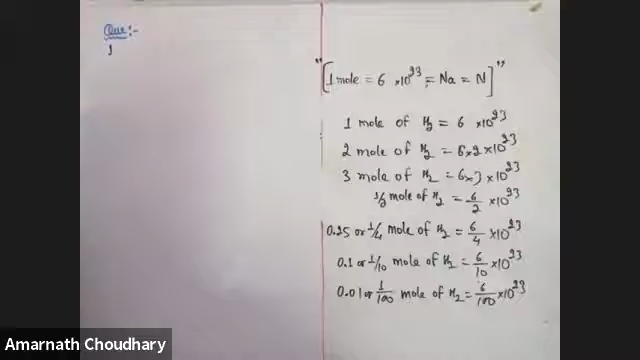 Que:-
1
"[1 mole = 6 ×10^23 = Na = N]"
1 mole of H2 = 6 ×10^23
2 mole of H2 = 6×2×10^23
3 mole of H2 = 6×3×10^23
1/2 mole of H2 = 6/2 ×10^23
0.25 or 1/4 mole of H2 = 6/4 ×10^23
0.1 or 1/10 mole of H2 = 6/10 ×10^23
0.01 or 1/100 mole of H2 = 6/100 ×10^23
Amarnath Choudhary